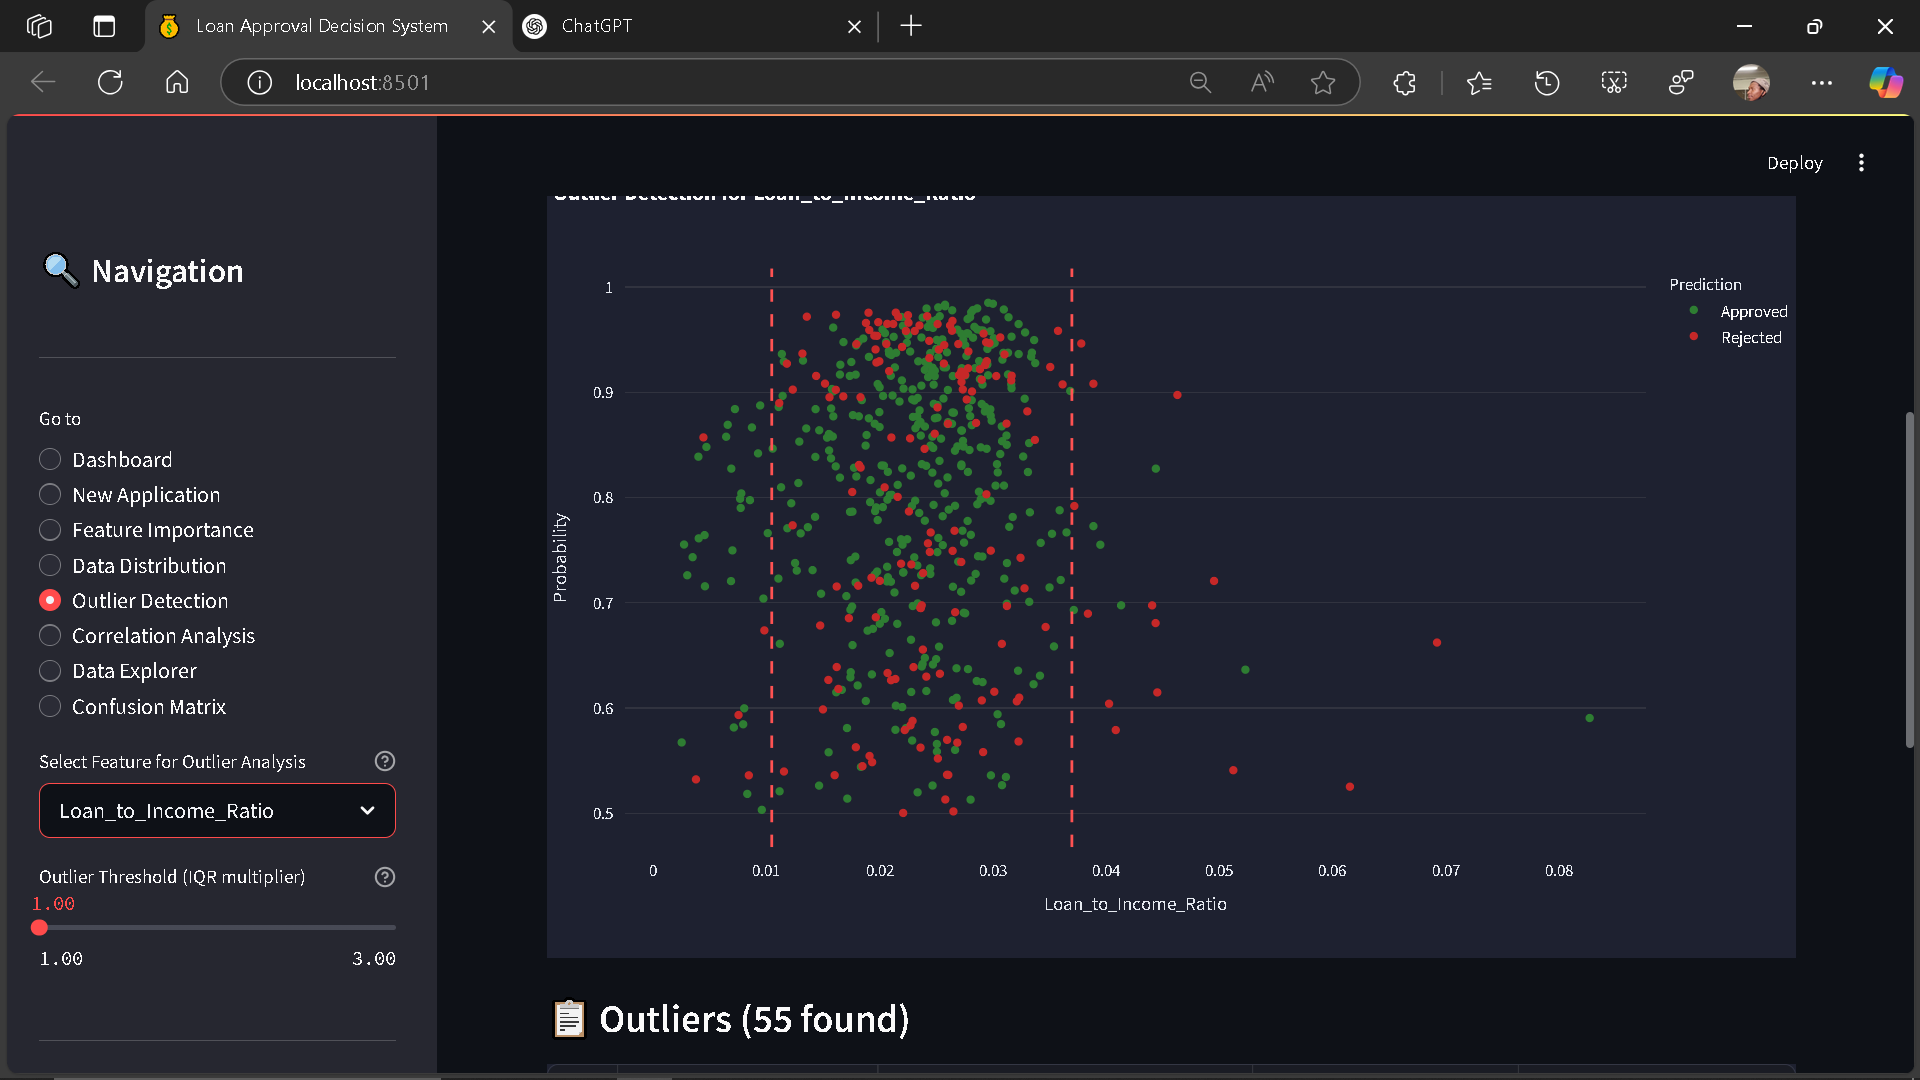 Loan Approval Decision System
ChatGPT
localhost:8501
Deploy
Navigation
Go to
Dashboard
New Application
Feature Importance
Data Distribution
Outlier Detection
Correlation Analysis
Data Explorer
Confusion Matrix
Select Feature for Outlier Analysis
Loan_to_Income_Ratio
Outlier Threshold (IQR multiplier)
1.00
1.00 3.00
Outlier Detection for Loan_to_Income_Ratio
Prediction
Approved
Rejected
Probability
1
0.9
0.8
0.7
0.6
0.5
0 0.01 0.02 0.03 0.04 0.05 0.06 0.07 0.08
Loan_to_Income_Ratio
Outliers (55 found)